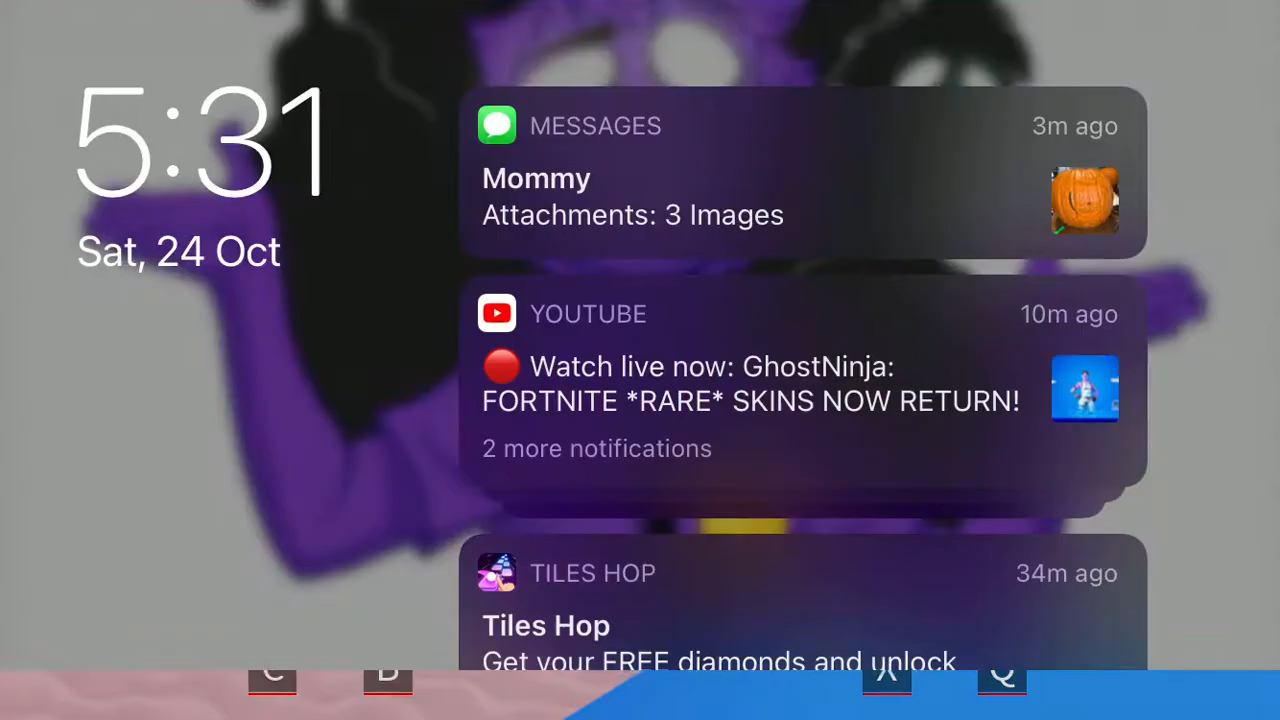 5:31
Sat, 24 Oct
MESSAGES
3m ago
Mommy
Attachments: 3 Images
YOUTUBE
10m ago
🔴 Watch live now: GhostNinja:
FORTNITE *RARE* SKINS NOW RETURN!
2 more notifications
TILES HOP
34m ago
Tiles Hop
Get your FREE diamonds and unlock
C B Q